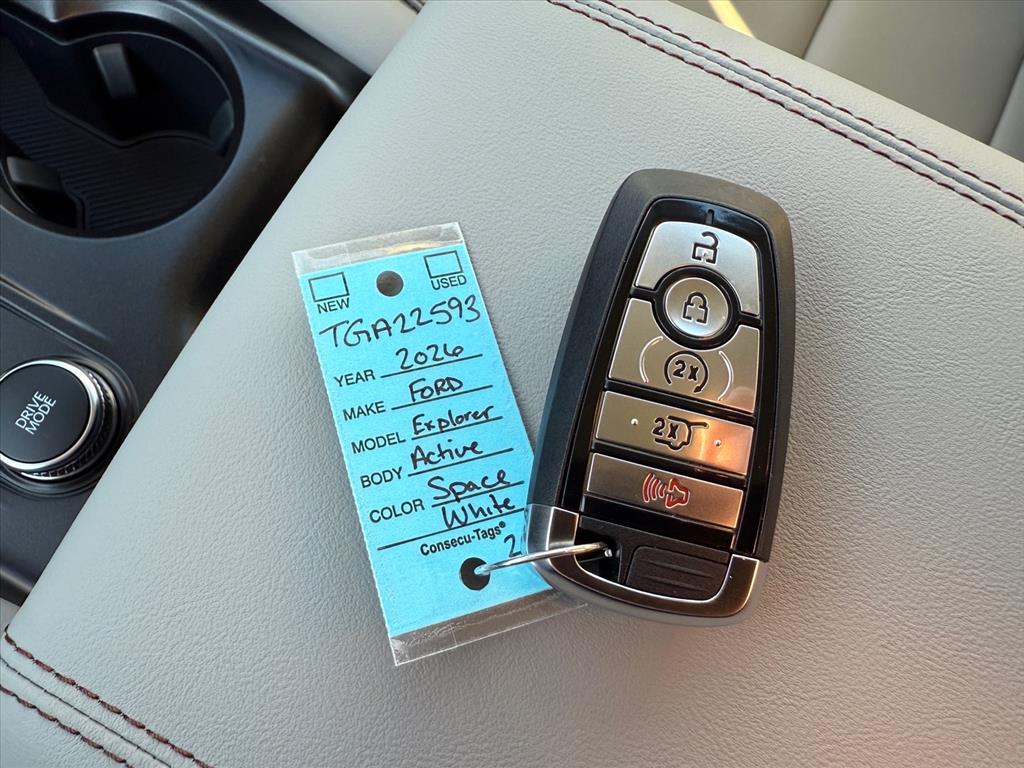 DRIVE
MODE
NEW USED
TGA22593
YEAR 2026
MAKE FORD
MODEL Explorer
BODY Active
COLOR Space
White
Consecu-Tags®
2x
2x